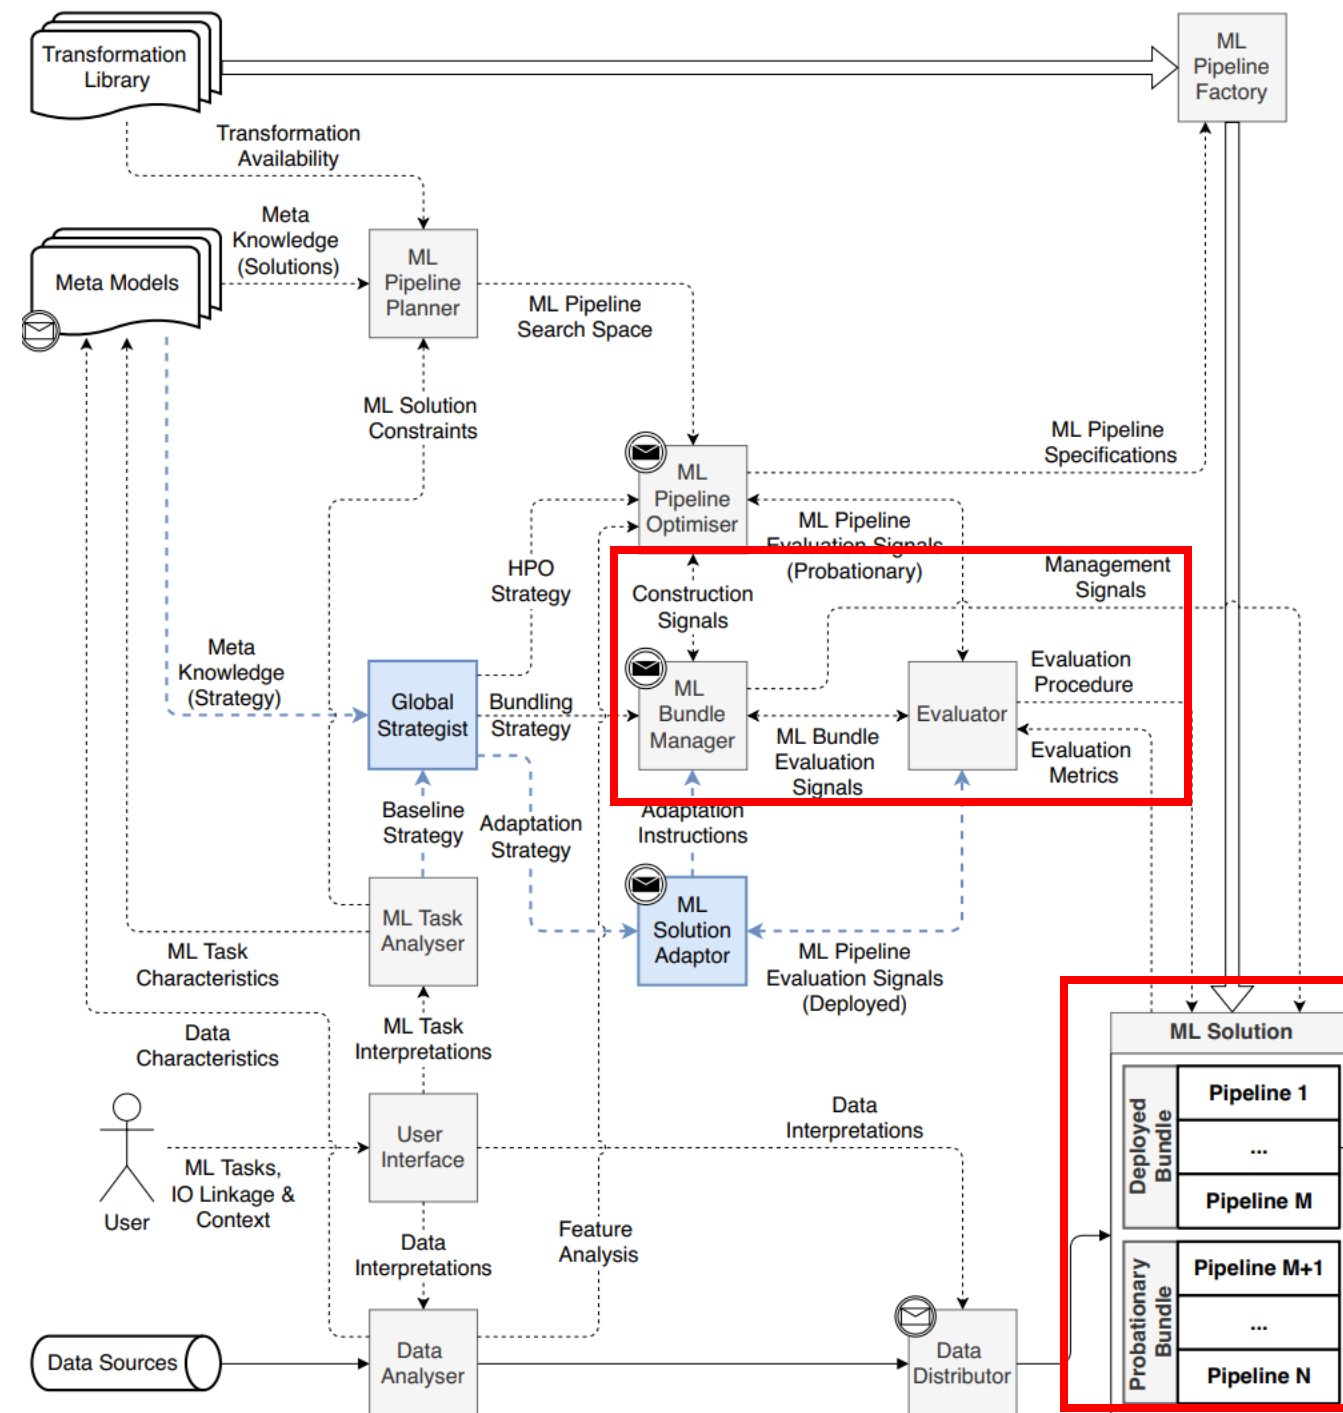 Transformation
Library
ML
Pipeline
Factory
Transformation
Availability
Meta
Knowledge
(Solutions)
Meta Models
ML
Pipeline
Planner
ML Pipeline
Search Space
ML Solution
Constraints
ML Pipeline
Specifications
ML
Pipeline
Optimiser
ML Pipeline
Evaluation Signals
(Probationary)
HPO
Strategy
Construction
Signals
Management
Signals
Meta
Knowledge
(Strategy)
Global
Strategist
Bundling
Strategy
ML
Bundle
Manager
ML Bundle
Evaluation
Signals
Evaluator
Evaluation
Procedure
Evaluation
Metrics
Baseline
Strategy
Adaptation
Strategy
Adaptation
Instructions
ML Task
Analyser
ML
Solution
Adaptor
ML Pipeline
Evaluation Signals
(Deployed)
ML Task
Characteristics
Data
Characteristics
ML Task
Interpretations
ML Solution
Deployed
Bundle
Pipeline 1
...
Pipeline M
Probationary
Bundle
Pipeline M+1
...
Pipeline N
User
ML Tasks,
IO Linkage &
Context
User
Interface
Data
Interpretations
Data
Interpretations
Feature
Analysis
Data Sources
Data
Analyser
Data
Distributor